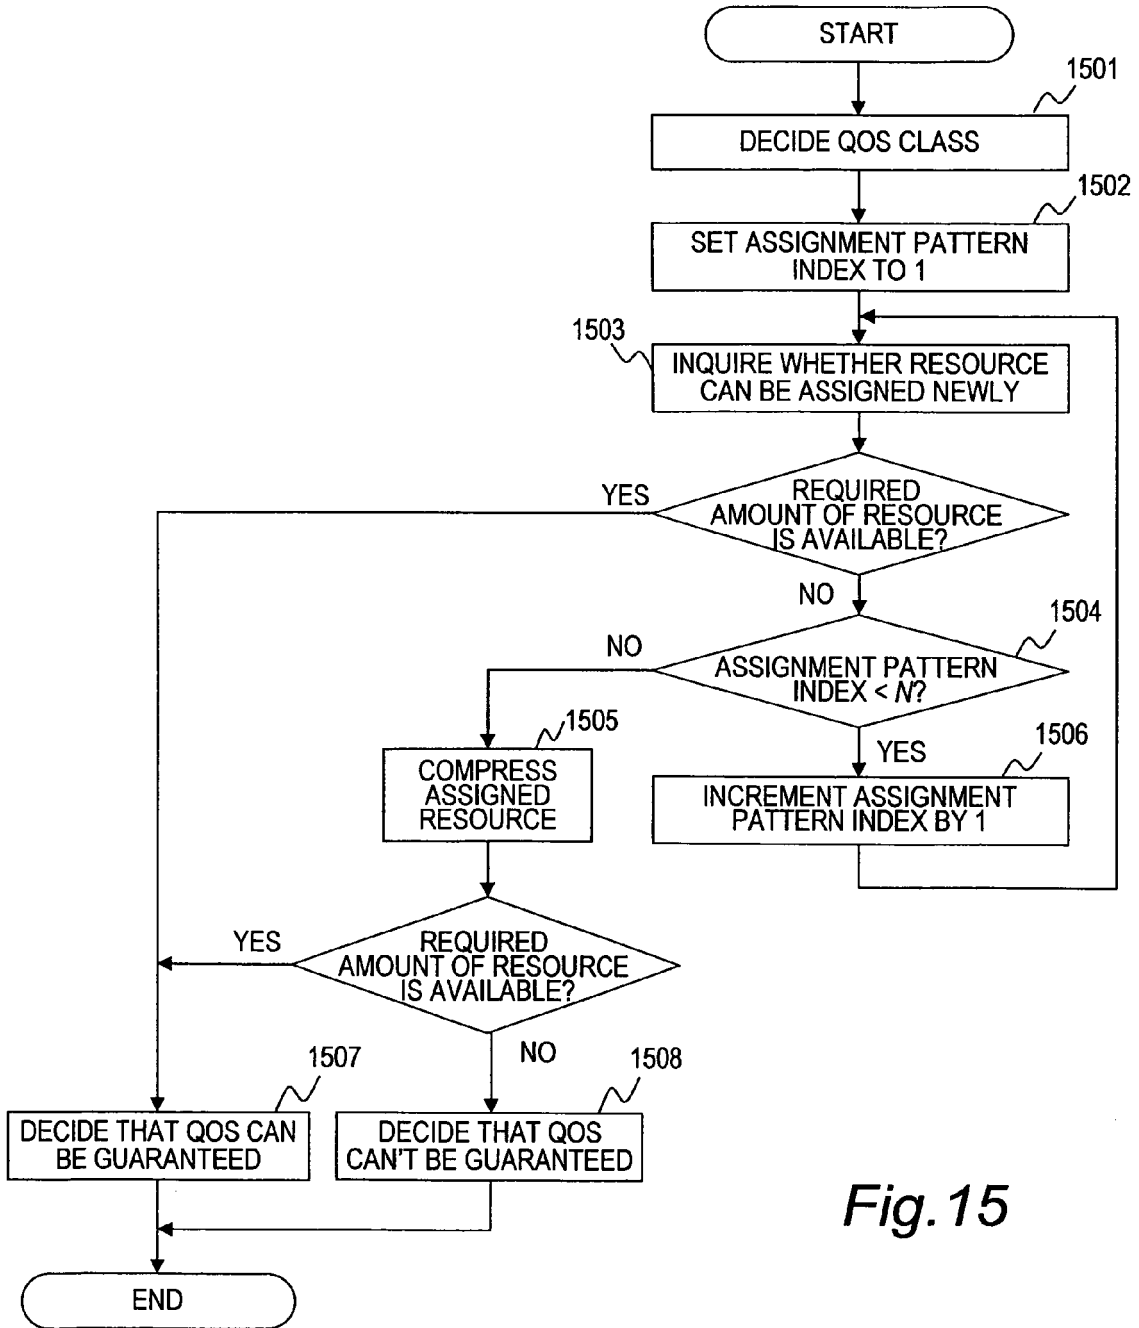 START
1501
DECIDE QOS CLASS
1502
SET ASSIGNMENT PATTERN
INDEX TO 1
1503
INQUIRE WHETHER RESOURCE
CAN BE ASSIGNED NEWLY
YES
REQUIRED
AMOUNT OF RESOURCE
IS AVAILABLE?
NO
1504
NO
ASSIGNMENT PATTERN
INDEX < N?
1505
YES
1506
COMPRESS
ASSIGNED
RESOURCE
INCREMENT ASSIGNMENT
PATTERN INDEX BY 1
YES
REQUIRED
AMOUNT OF RESOURCE
IS AVAILABLE?
NO
1507
1508
DECIDE THAT QOS CAN
BE GUARANTEED
DECIDE THAT QOS
CAN'T BE GUARANTEED
Fig.15
END